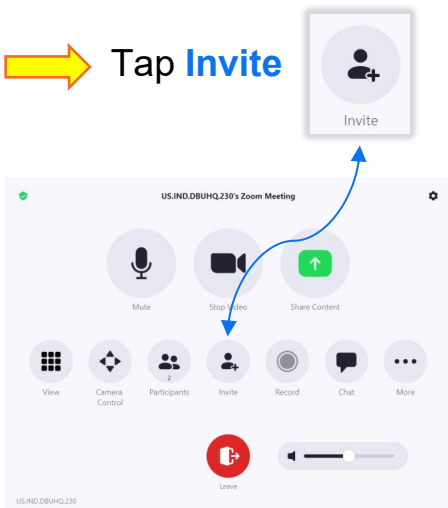 Tap Invite
Invite
US.IND.DBUHQ,230's Zoom Meeting
Mute
Stop Video
Share Content
2
View
Camera
Control
Participants
Invite
Record
Chat
More
Leave
US.IND.DBUHQ,230